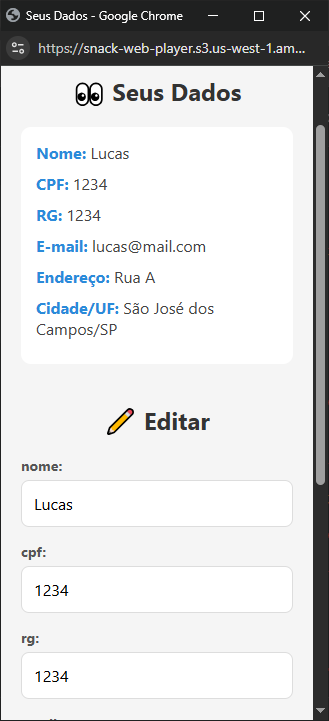 Seus Dados - Google Chrome
https://snack-web-player.s3.us-west-1.am...
Seus Dados
Nome: Lucas
CPF: 1234
RG: 1234
E-mail: lucas@mail.com
Endereço: Rua A
Cidade/UF: São José dos
Campos/SP
Editar
nome:
Lucas
cpf:
1234
rg:
1234